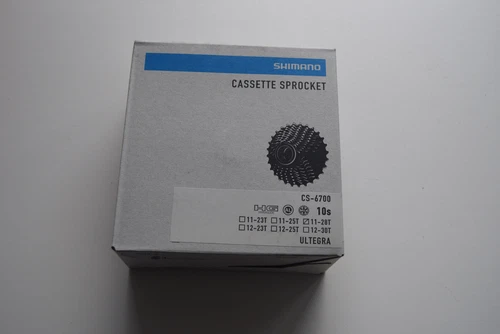 SHIMANO
CASSETTE SPROCKET
CS-6700
HG 10s
11-23T 11-25T 11-28T
12-23T 12-25T 12-30T
ULTEGRA